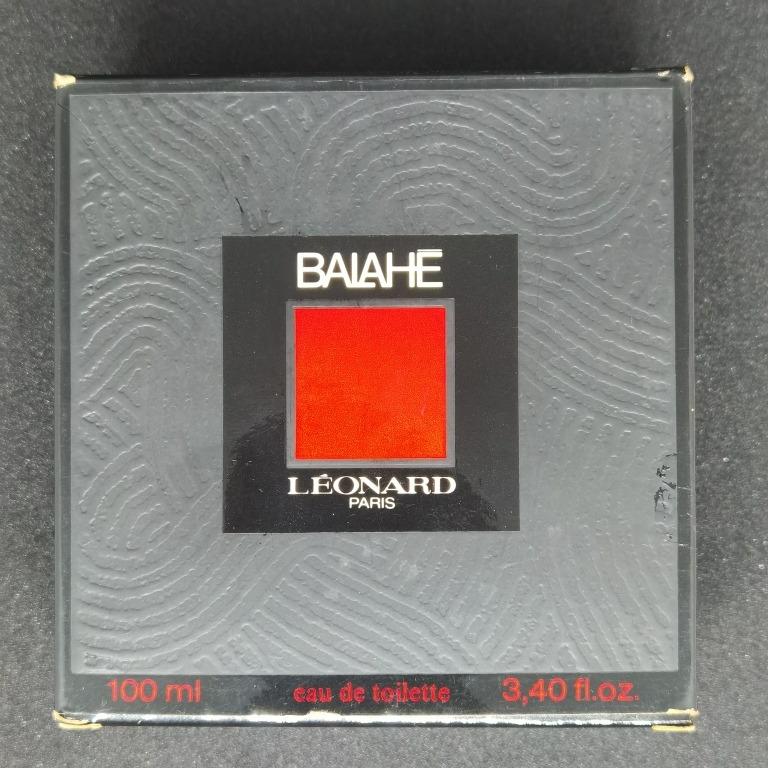 BALAHÉ
LÉONARD
PARIS
100 ml eau de toilette 3,40 fl.oz.